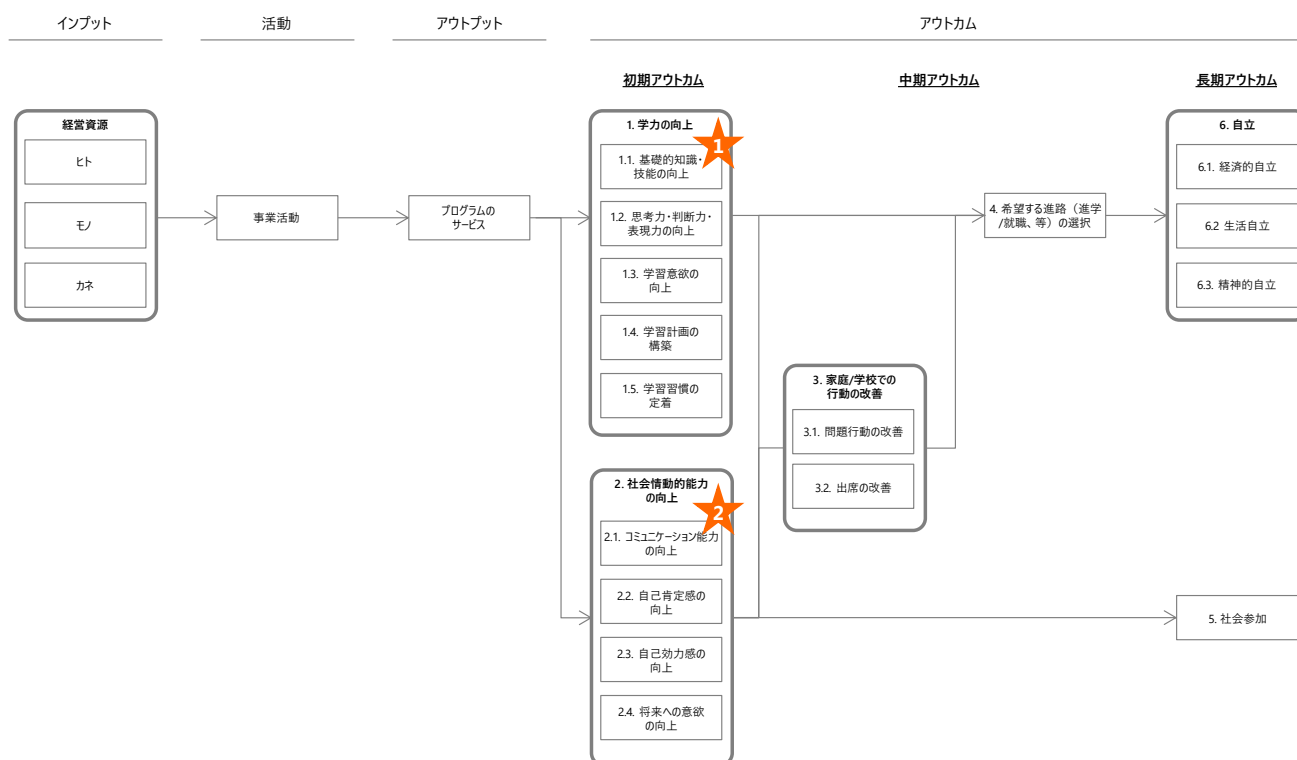 インプット
活動
アウトプット
アウトカム
初期アウトカム
中期アウトカム
長期アウトカム
経営資源
ヒト
モノ
カネ
事業活動
プログラムの
サービス
1. 学力の向上
1
1.1. 基礎的知識・
技能の向上
1.2. 思考力・判断力・
表現力の向上
1.3. 学習意欲の
向上
1.4. 学習計画の
構築
1.5. 学習習慣の
定着
2. 社会情動的能力
の向上
2
2.1. コミュニケーション能力
の向上
2.2. 自己肯定感の
向上
2.3. 自己効力感の
向上
2.4. 将来への意欲
の向上
3. 家庭/学校での
行動の改善
3.1. 問題行動の改善
3.2. 出席の改善
4. 希望する進路（進学
/就職、等）の選択
6. 自立
6.1. 経済的自立
6.2 生活自立
6.3. 精神的自立
5. 社会参加